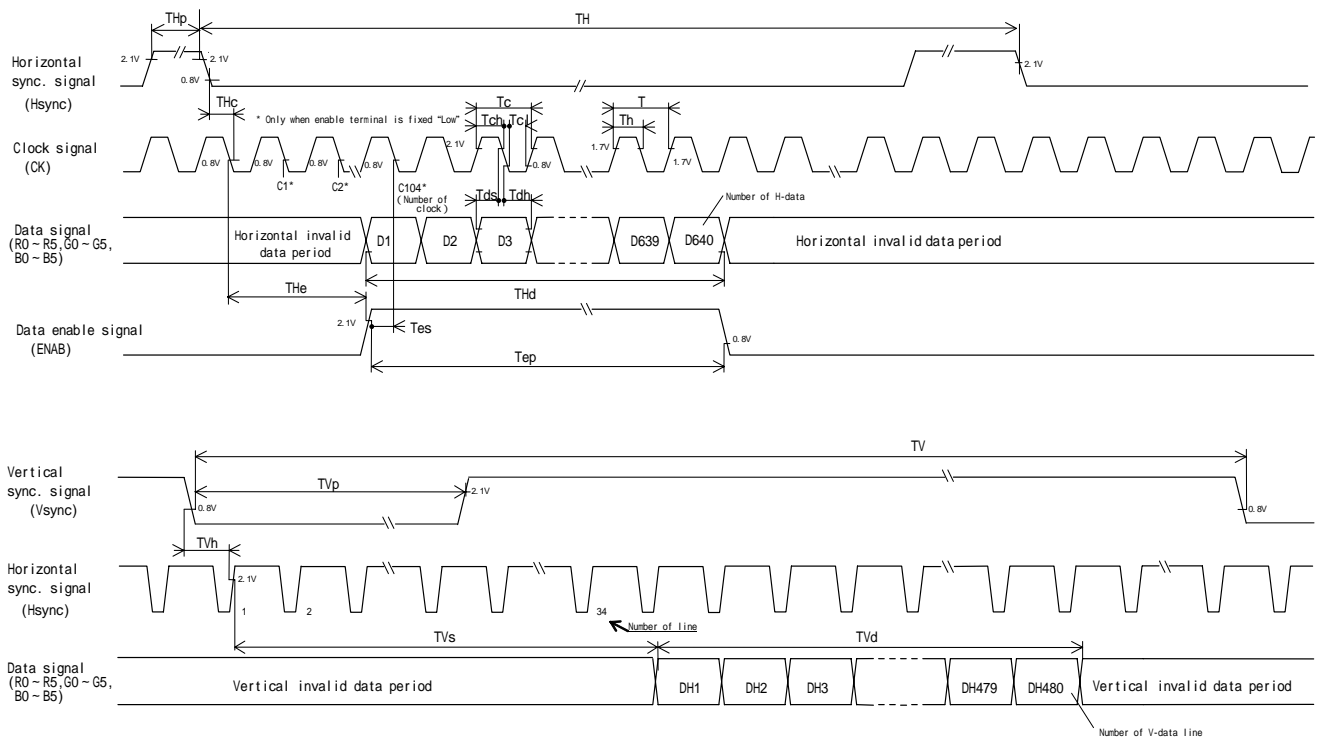 THp
TH
Horizontal
sync. signal
(Hsync)
2.1V
2.1V
0.8V
2.1V
THc
* Only when enable terminal is fixed “Low”
Tc
Tch
Tc
T
Th
Clock signal
(CK)
0.8V
0.8V
0.8V
0.8V
2.1V
0.8V
1.7V
1.7V
C1*
C2*
C104*
(Number of
clock)
Tds
Tdh
Number of H-data
Data signal
(R0~R5,G0~G5,
B0~B5)
Horizontal invalid
data period
D1
D2
D3
D639
D640
Horizontal invalid data period
THe
THd
Data enable signal
(ENAB)
2.1V
Tes
0.8V
Tep
TV
Vertical
sync. signal
(Vsync)
TVp
0.8V
2.1V
0.8V
TVh
Horizontal
sync. signal
(Hsync)
2.1V
1
2
34
Number of line
TVs
TVd
Data signal
(R0~R5,G0~G5,
B0~B5)
Vertical invalid data period
DH1
DH2
DH3
DH479
DH480
Vertical invalid data period
Number of V-data line